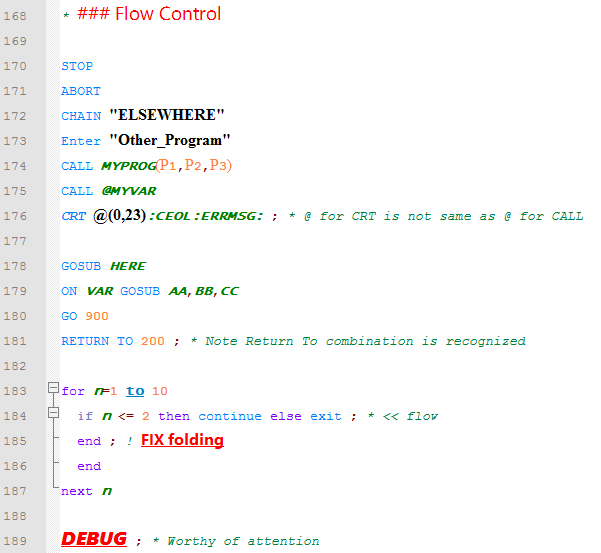 168 * ### Flow Control
169
170 STOP
171 ABORT
172 CHAIN "ELSEWHERE"
173 Enter "Other_Program"
174 CALL MYPROG(P1,P2,P3)
175 CALL @MYVAR
176 CRT @(0,23):CEOL:ERRMSG: ; * @ for CRT is not same as @ for CALL
177
178 GOSUB HERE
179 ON VAR GOSUB AA,BB,CC
180 GO 900
181 RETURN TO 200 ; * Note Return To combination is recognized
182
183 for n=1 to 10
184 if n <= 2 then continue else exit ; * << flow
185 end ; ! FIX folding
186 end
187 next n
188
189 DEBUG ; * Worthy of attention